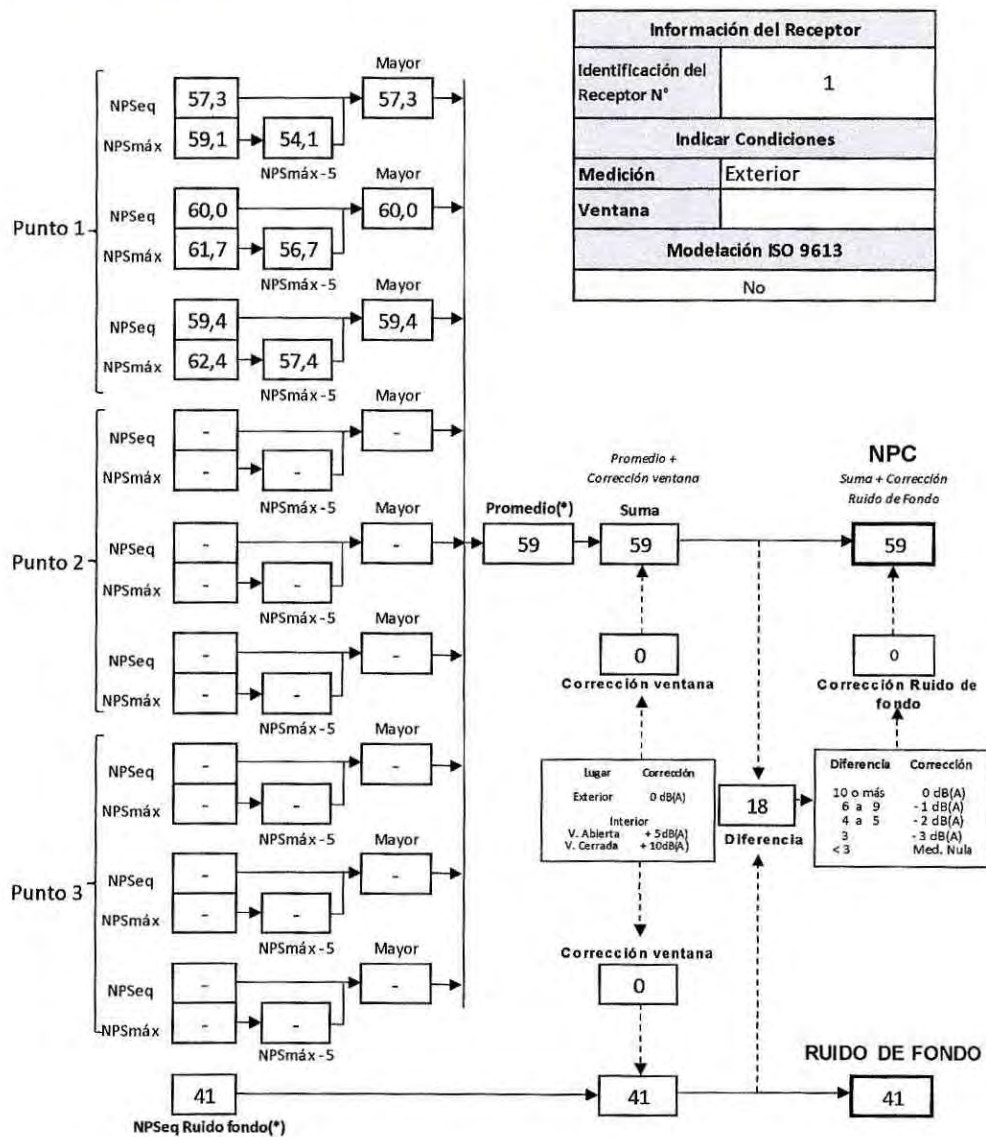 Información del Receptor
Identificación del Receptor N°
1
Indicar Condiciones
Medición
Exterior
Ventana
Modelación ISO 9613
No
Punto 1
Mayor
NPSeq
57,3
57,3
NPSmáx
59,1
54,1
NPSmáx - 5
Mayor
NPSeq
60,0
60,0
NPSmáx
61,7
56,7
NPSmáx - 5
Mayor
NPSeq
59,4
59,4
NPSmáx
62,4
57,4
NPSmáx - 5
Punto 2
Mayor
NPSeq
-
-
NPSmáx
-
-
NPSmáx - 5
Mayor
NPSeq
-
-
NPSmáx
-
-
NPSmáx - 5
Mayor
NPSeq
-
-
NPSmáx
-
-
NPSmáx - 5
Punto 3
Mayor
NPSeq
-
-
NPSmáx
-
-
NPSmáx - 5
Mayor
NPSeq
-
-
NPSmáx
-
-
NPSmáx - 5
Mayor
NPSeq
-
-
NPSmáx
-
-
NPSmáx - 5
Promedio(*)
59
Promedio +
Corrección ventana
Suma
59
NPC
Suma + Corrección
Ruido de Fondo
59
0
Corrección ventana
0
Corrección Ruido de
fondo
Lugar Corrección
Exterior 0 dB(A)
Interior
V. Abierta + 5dB(A)
V. Cerrada + 10dB(A)
18
Diferencia
Diferencia Corrección
10 o más 0 dB(A)
6 a 9 - 1 dB(A)
4 a 5 - 2 dB(A)
3 - 3 dB(A)
< 3 Med. Nula
Corrección ventana
0
41
NPSeq Ruido fondo(*)
41
RUIDO DE FONDO
41